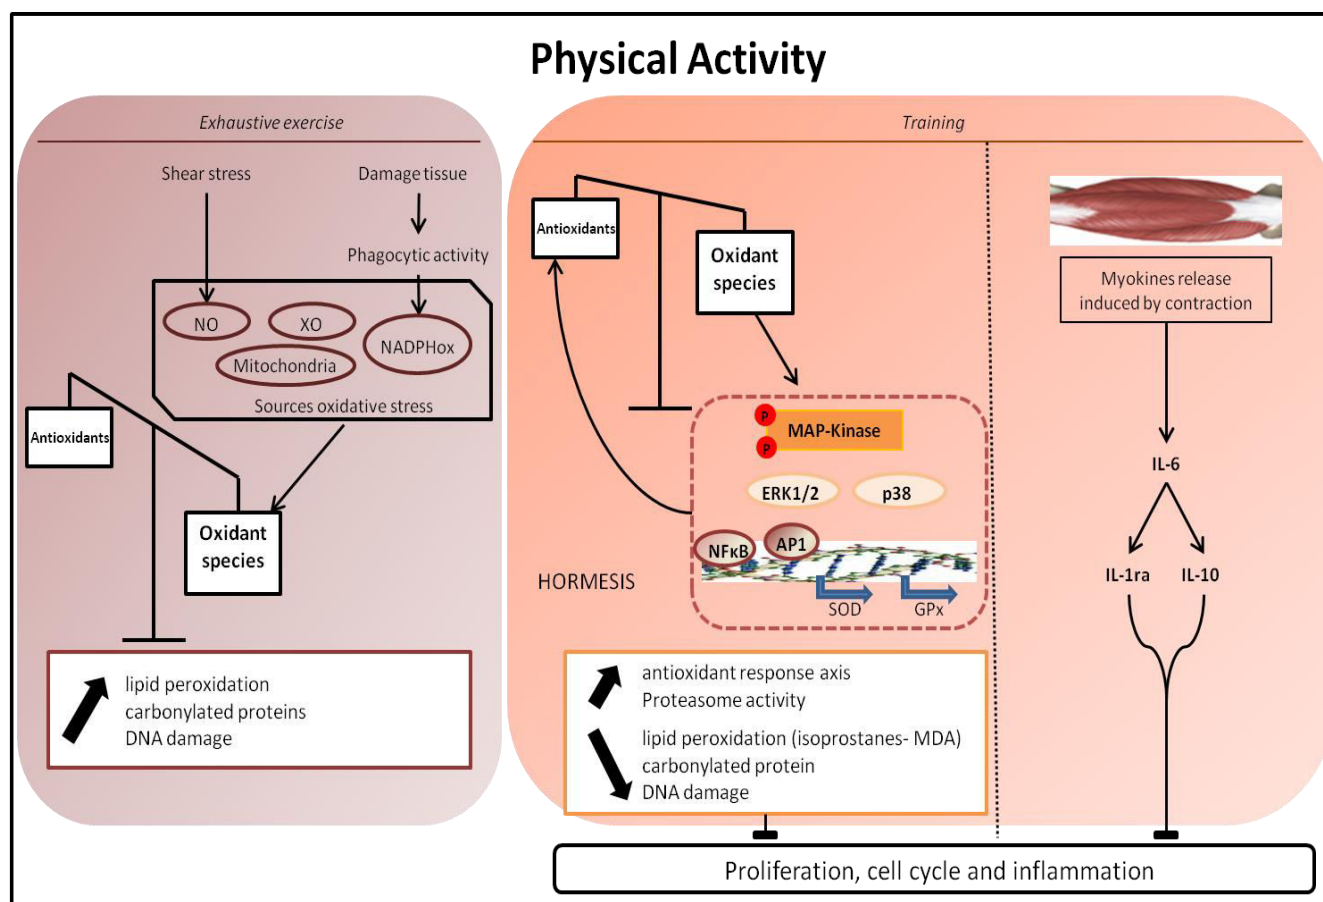 Physical Activity
Exhaustive exercise
Shear stress
Damage tissue
Phagocytic activity
NO
XO
NADPHox
Mitochondria
Sources oxidative stress
Antioxidants
Oxidant
species
lipid peroxidation
carbonylated proteins
DNA damage
Training
Antioxidants
Oxidant
species
P
P
MAP-Kinase
ERK1/2
p38
NFκB
AP1
SOD
GPx
HORMESIS
antioxidant response axis
Proteasome activity
lipid peroxidation (isoprostanes- MDA)
carbonylated protein
DNA damage
Myokines release
induced by contraction
IL-6
IL-1ra
IL-10
Proliferation, cell cycle and inflammation